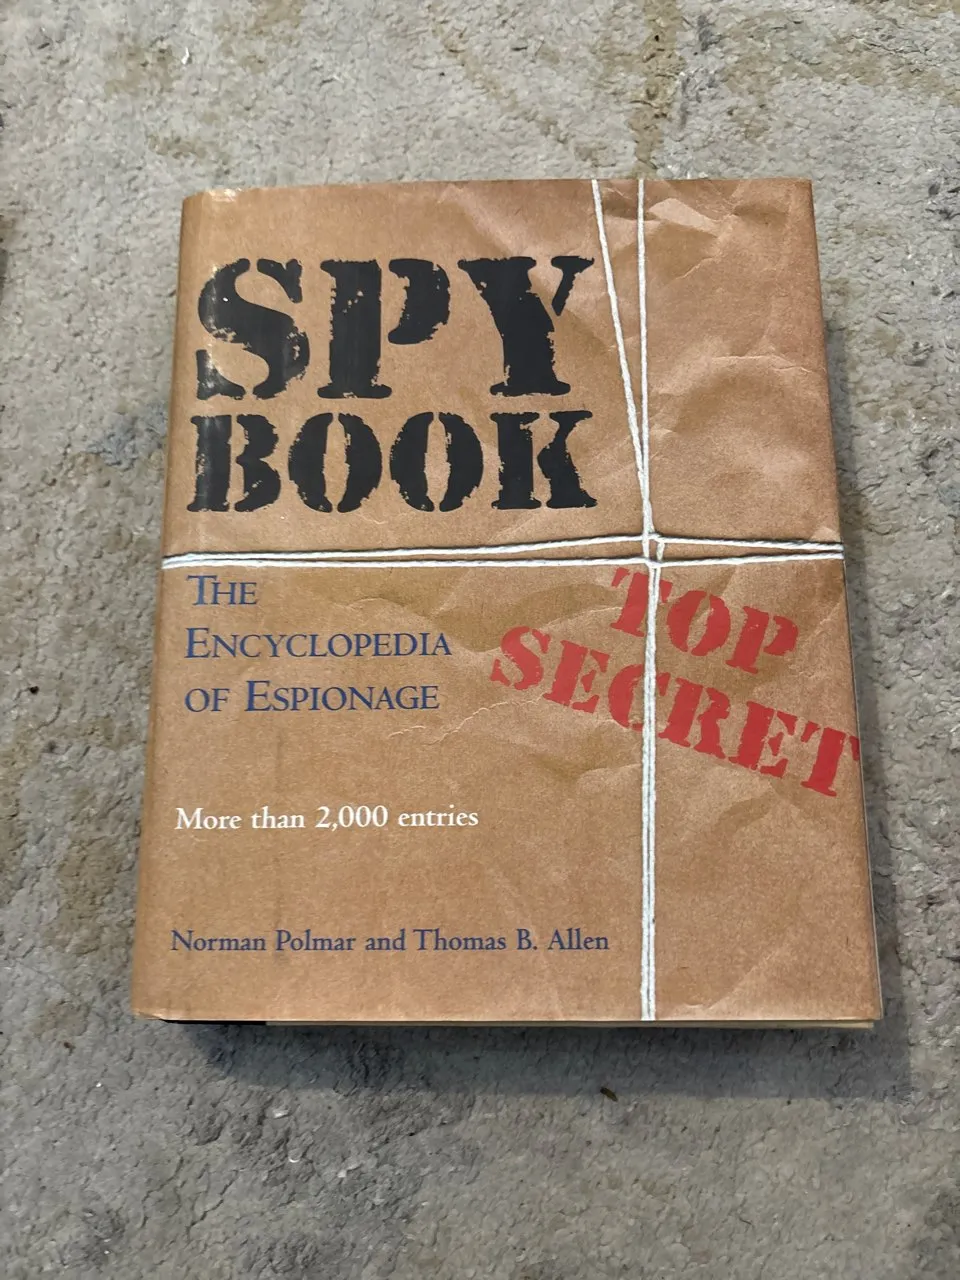 SPY
BOOK
THE
ENCYCLOPEDIA
OF ESPIONAGE
TOP
SECRET
More than 2,000 entries
Norman Polmar and Thomas B. Allen